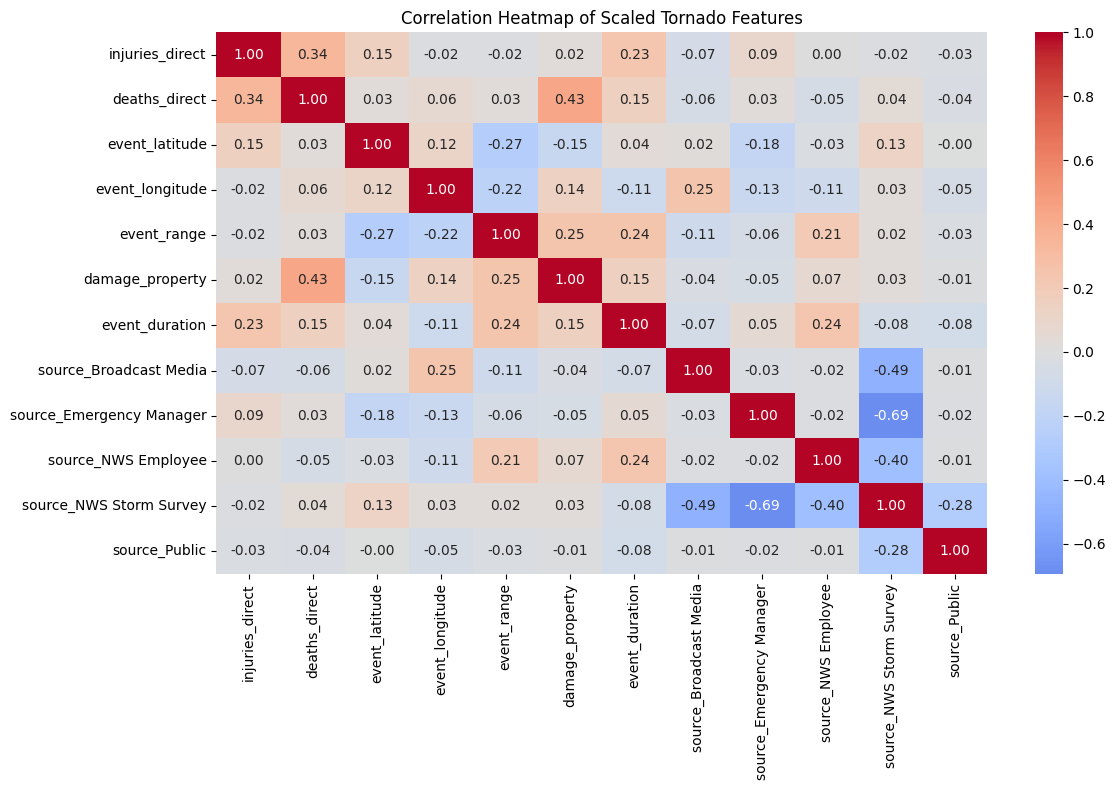 Correlation Heatmap of Scaled Tornado Features
injuries_direct 1.00 0.34 0.15 -0.02 -0.02 0.02 0.23 -0.07 0.09 0.00 -0.02 -0.03
deaths_direct 0.34 1.00 0.03 0.06 0.03 0.43 0.15 -0.06 0.03 -0.05 0.04 -0.04
event_latitude 0.15 0.03 1.00 0.12 -0.27 -0.15 0.04 0.02 -0.18 -0.03 0.13 -0.00
event_longitude -0.02 0.06 0.12 1.00 -0.22 0.14 -0.11 0.25 -0.13 -0.11 0.03 -0.05
event_range -0.02 0.03 -0.27 -0.22 1.00 0.25 0.24 -0.11 -0.06 0.21 0.02 -0.03
damage_property 0.02 0.43 -0.15 0.14 0.25 1.00 0.15 -0.04 -0.05 0.07 0.03 -0.01
event_duration 0.23 0.15 0.04 -0.11 0.24 0.15 1.00 -0.07 0.05 0.24 -0.08 -0.08
source_Broadcast Media -0.07 -0.06 0.02 0.25 -0.11 -0.04 -0.07 1.00 -0.03 -0.02 -0.49 -0.01
source_Emergency Manager 0.09 0.03 -0.18 -0.13 -0.06 -0.05 0.05 -0.03 1.00 -0.02 -0.69 -0.02
source_NWS Employee 0.00 -0.05 -0.03 -0.11 0.21 0.07 0.24 -0.02 -0.02 1.00 -0.40 -0.01
source_NWS Storm Survey -0.02 0.04 0.13 0.03 0.02 0.03 -0.08 -0.49 -0.69 -0.40 1.00 -0.28
source_Public -0.03 -0.04 -0.00 -0.05 -0.03 -0.01 -0.08 -0.01 -0.02 -0.01 -0.28 1.00
injuries_direct
deaths_direct
event_latitude
event_longitude
event_range
damage_property
event_duration
source_Broadcast Media
source_Emergency Manager
source_NWS Employee
source_NWS Storm Survey
source_Public
1.0
0.8
0.6
0.4
0.2
0.0
-0.2
-0.4
-0.6